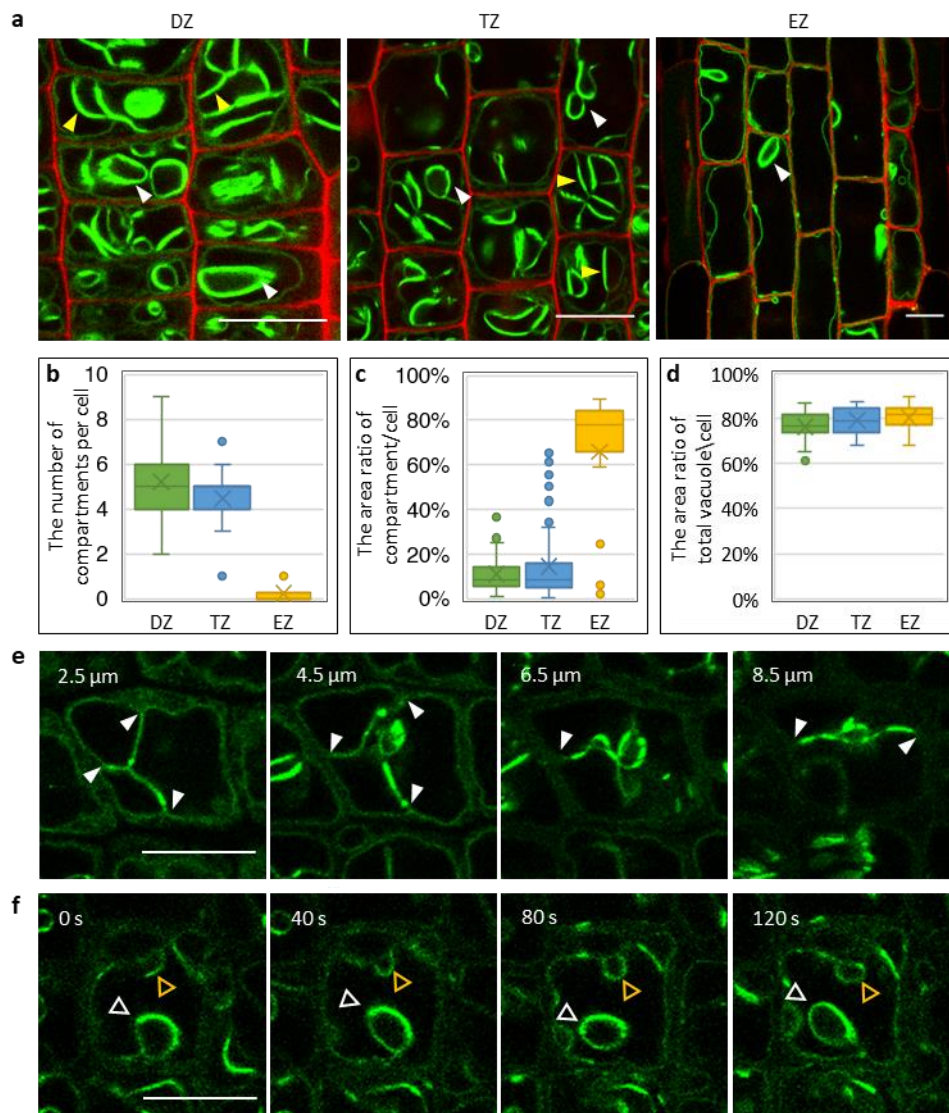 a DZ TZ EZ
b
The number of
compartments per cell
10
8
6
4
2
0
DZ TZ EZ
c
The area ratio of
compartment/cell
100%
80%
60%
40%
20%
0%
DZ TZ EZ
d
The area ratio of
total vacuole\cell
100%
80%
60%
40%
20%
0%
DZ TZ EZ
e 2.5 µm 4.5 µm 6.5 µm 8.5 µm
f 0 s 40 s 80 s 120 s